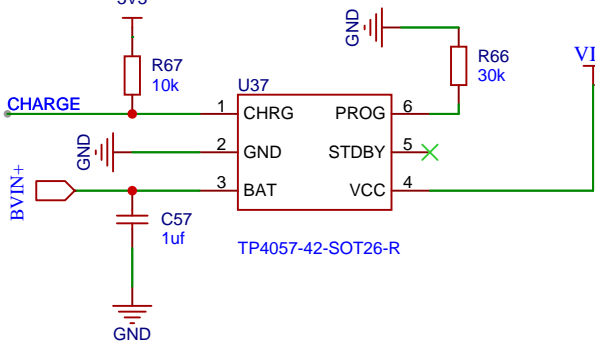 3V3
GND
R67
10k
R66
30k
U37
CHARGE
1
CHRG
PROG
6
GND
2
GND
STDBY
5
BVIN+
3
BAT
VCC
4
C57
1uf
TP4057-42-SOT26-R
GND